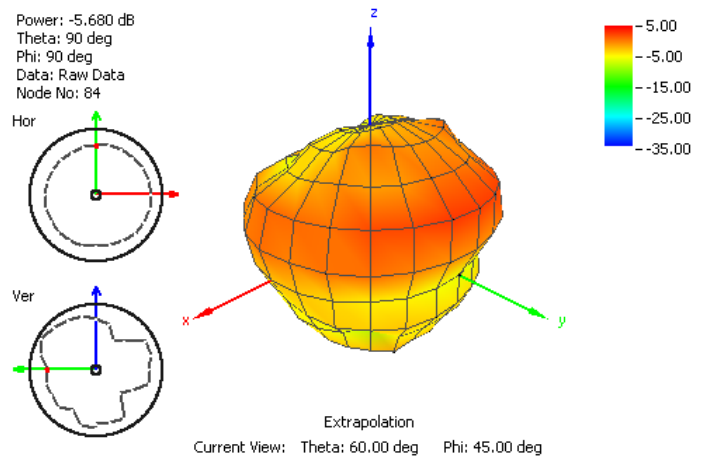 Power: -5.680 dB
Theta: 90 deg
Phi: 90 deg
Data: Raw Data
Node No: 84
Hor
Ver
z
x
y
5.00
-5.00
-15.00
-25.00
-35.00
Extrapolation
Current View: Theta: 60.00 deg Phi: 45.00 deg